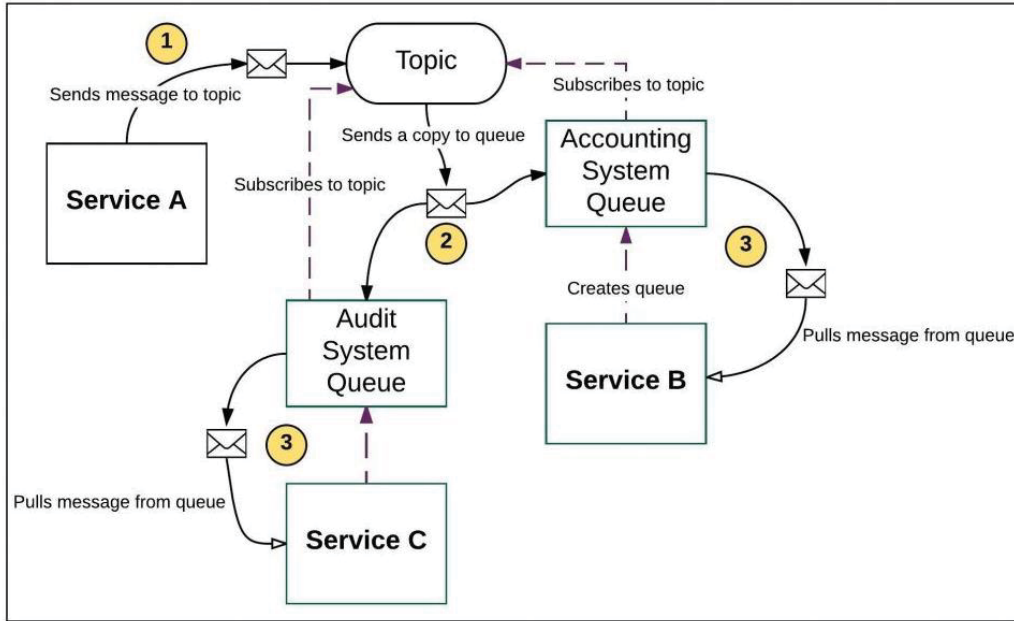 1
Topic
Sends message to topic
Subscribes to topic
Sends a copy to queue
Accounting
System
Queue
Service A
Subscribes to topic
2
3
Creates queue
Audit
System
Queue
Pulls message from queue
Service B
3
Pulls message from queue
Service C